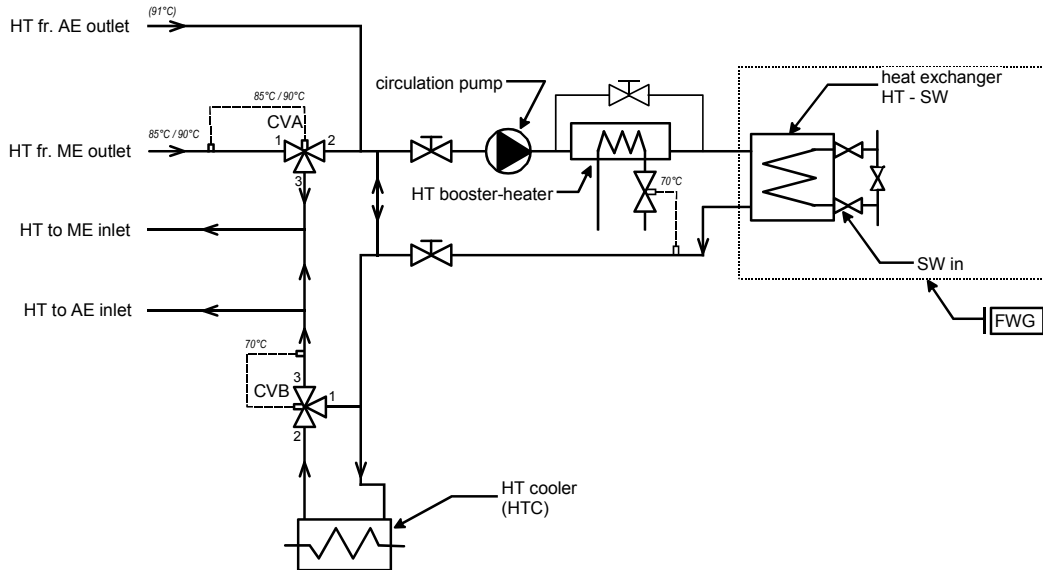 (91°C)
HT fr. AE outlet
circulation pump
heat exchanger
HT - SW
85°C / 90°C
CVA
85°C / 90°C
1
2
HT fr. ME outlet
3
HT booster-heater
70°C
HT to ME inlet
SW in
HT to AE inlet
FWG
70°C
3
CVB
1
2
HT cooler
(HTC)